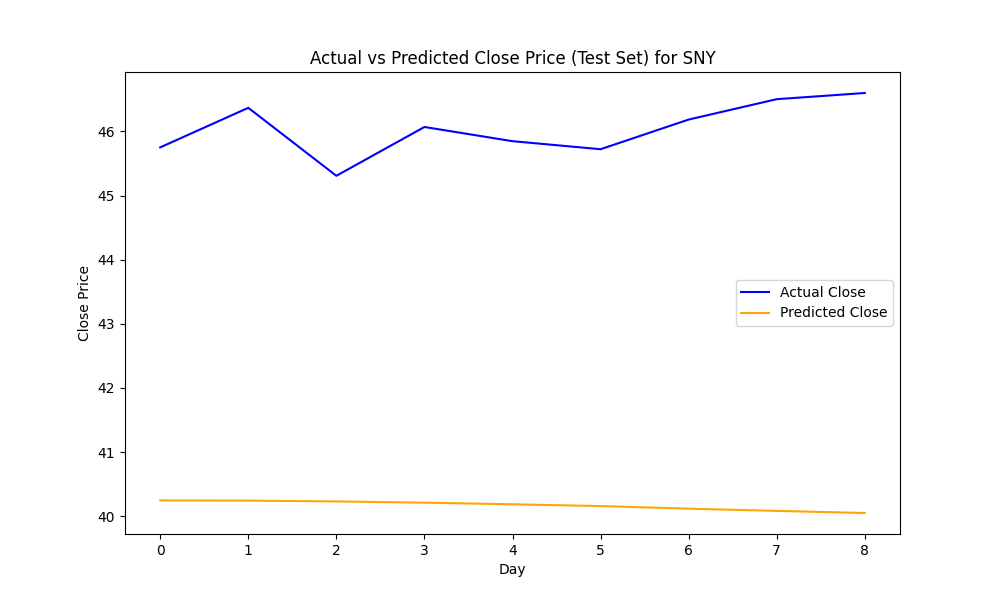 Actual vs Predicted Close Price (Test Set) for SNY
Close Price
46
45
44
43
42
41
40
Actual Close
Predicted Close
0 1 2 3 4 5 6 7 8
Day